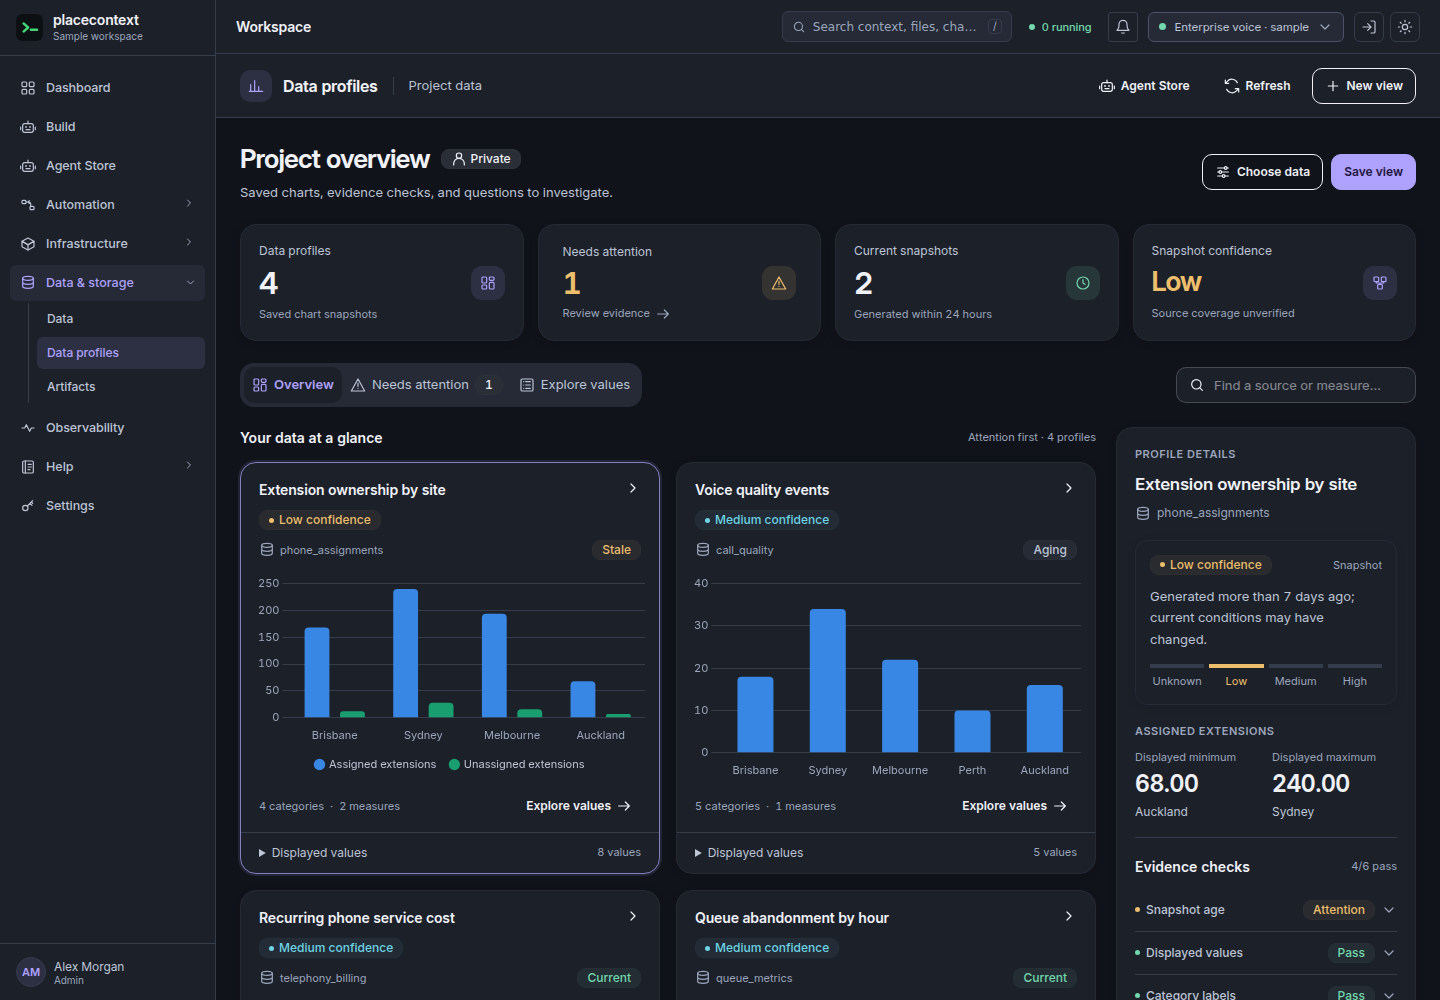 placecontext
Sample workspace
Dashboard
Build
Agent Store
Automation
Infrastructure
Data & storage
Data
Data profiles
Artifacts
Observability
Help
Settings
AM
Alex Morgan
Admin
Workspace
Search context, files, cha...
/
0 running
Enterprise voice · sample
Data profiles
Project data
Agent Store
Refresh
New view
Project overview
Private
Saved charts, evidence checks, and questions to investigate.
Choose data
Save view
Data profiles
4
Saved chart snapshots
Needs attention
1
Review evidence
Current snapshots
2
Generated within 24 hours
Snapshot confidence
Low
Source coverage unverified
Overview
Needs attention 1
Explore values
Find a source or measure...
Your data at a glance
Attention first · 4 profiles
Extension ownership by site
Low confidence
phone_assignments
Stale
250
200
150
100
50
0
Brisbane Sydney Melbourne Auckland
Assigned extensions Unassigned extensions
4 categories · 2 measures
Explore values
Displayed values
8 values
Voice quality events
Medium confidence
call_quality
Aging
40
30
20
10
0
Brisbane Sydney Melbourne Perth Auckland
5 categories · 1 measures
Explore values
Displayed values
5 values
Recurring phone service cost
Medium confidence
telephony_billing
Current
Queue abandonment by hour
Medium confidence
queue_metrics
Current
PROFILE DETAILS
Extension ownership by site
phone_assignments
Low confidence
Snapshot
Generated more than 7 days ago;
current conditions may have
changed.
Unknown Low Medium High
ASSIGNED EXTENSIONS
Displayed minimum
68.00
Auckland
Displayed maximum
240.00
Sydney
Evidence checks
4/6 pass
Snapshot age
Attention
Displayed values
Pass
Category labels
Pass